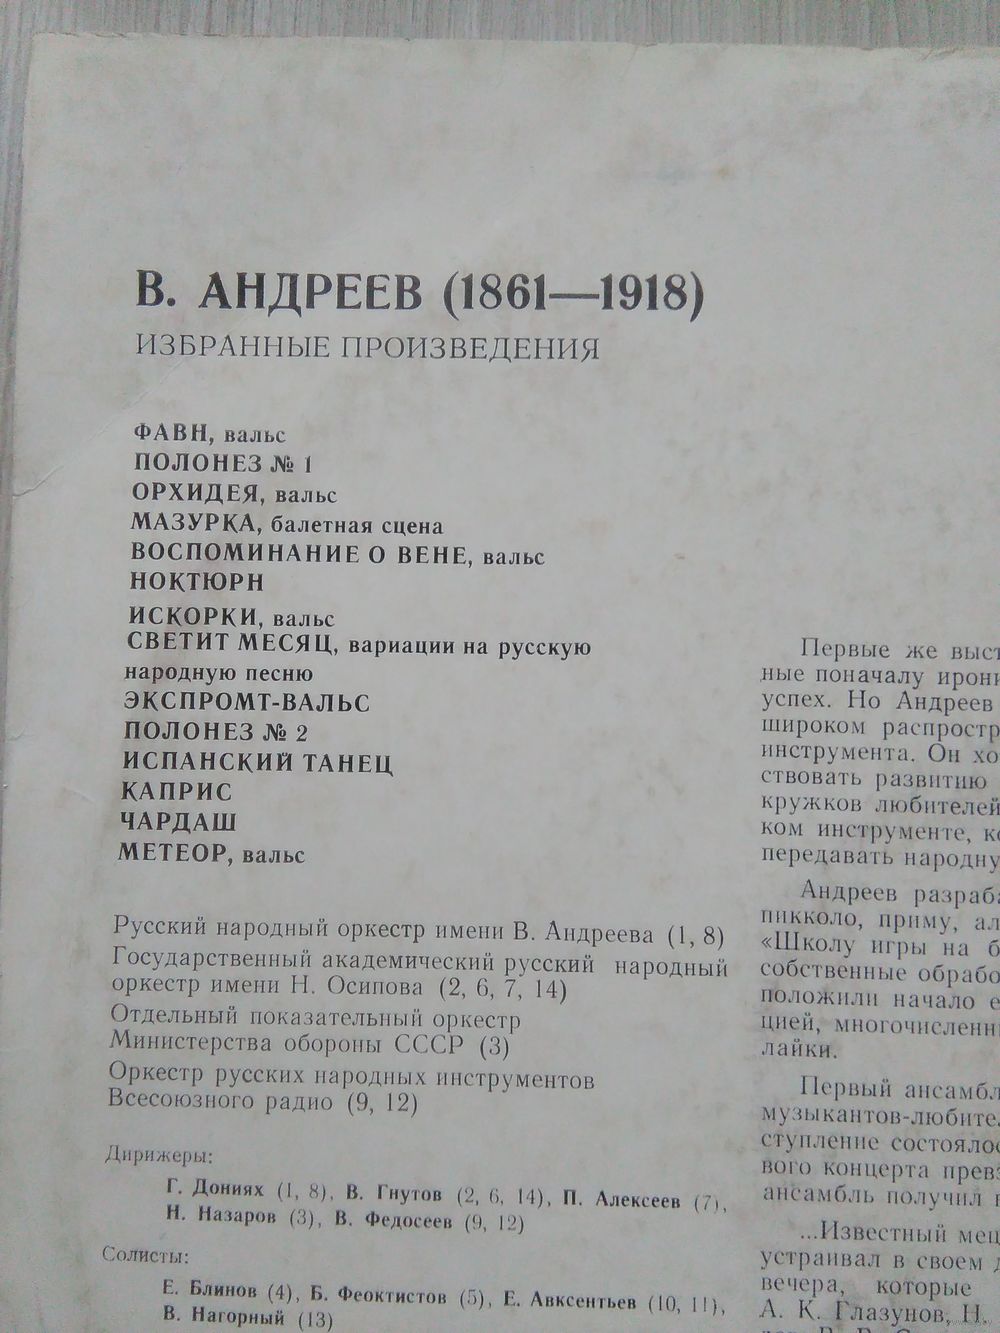 В. АНДРЕЕВ (1861—1918)
ИЗБРАННЫЕ ПРОИЗВЕДЕНИЯ
ФАВН, вальс
ПОЛОНЕЗ № 1
ОРХИДЕЯ, вальс
МАЗУРКА, балетная сцена
ВОСПОМИНАНИЕ О ВЕНЕ, вальс
НОКТЮРН
ИСКОРКИ, вальс
СВЕТИТ МЕСЯЦ, вариации на русскую
народную песню
ЭКСПРОМТ-ВАЛЬС
ПОЛОНЕЗ № 2
ИСПАНСКИЙ ТАНЕЦ
КАПРИС
ЧАРДАШ
МЕТЕОР, вальс
Русский народный оркестр имени В. Андреева (1, 8)
Государственный академический русский народный
оркестр имени Н. Осипова (2, 6, 7, 14)
Отдельный показательный оркестр
Министерства обороны СССР (3)
Оркестр русских народных инструментов
Всесоюзного радио (9, 12)
Дирижеры:
Г. Дониях (1, 8), В. Гнутов (2, 6, 14), П. Алексеев (7),
Н. Назаров (3), В. Федосеев (9, 12)
Солисты:
Е. Блинов (4), Б. Феоктистов (5), Е. Авксентьев (10, 11),
В. Нагорный (13)
Первые же выст
ные поначалу ирон
успех. Но Андреев
широком распростр
инструмента. Он хо
ствовать развитию
кружков любителей
ком инструменте, к
передавать народну
Андреев разраба
пикколо, приму, ал
«Школу игры на б
собственные обрабо
положили начало е
цией, многочисленн
лайки.
Первый ансамбл
музыкантов-любите
ступление состояло
вого концерта прев
ансамбль получил
...Известный мец
устраивал в своем
вечера, которые
А. К. Глазунов, Н.